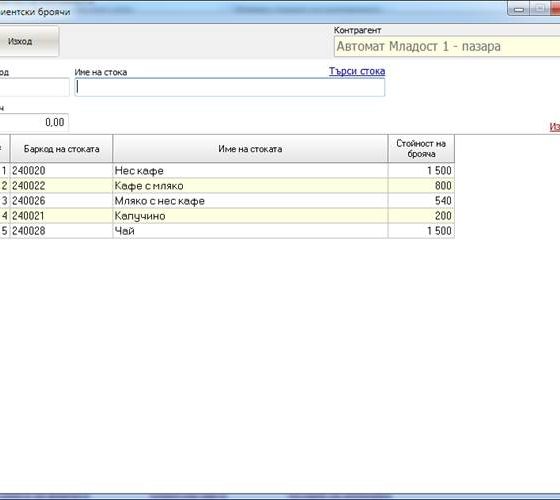 иентски броячи
Изход
Контрагент
Автомат Младост 1 - пазара
од
Име на стока
Търси стока
ч
0,00
Из
Баркод на стоката Име на стоката Стойност на брояча
1 240020 Нес кафе 1 500
2 240022 Кафе с мляко 800
3 240026 Мляко с нес кафе 540
4 240021 Капучино 200
5 240028 Чай 1 500